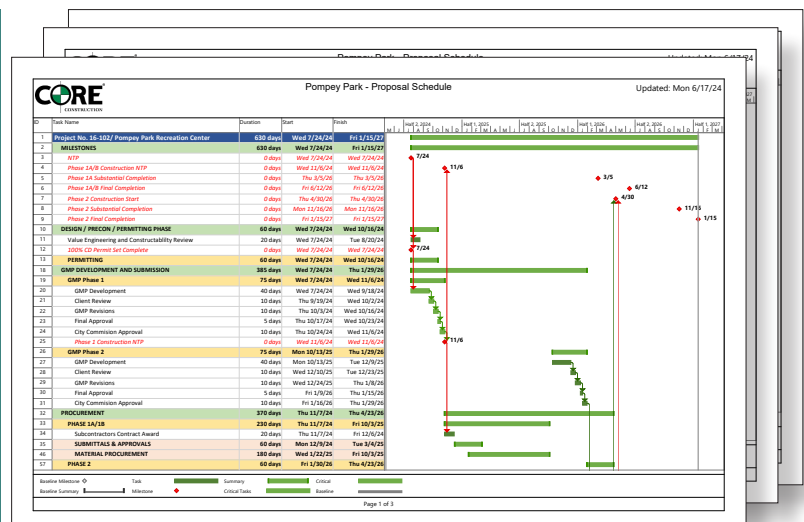 Pompey Park - Proposal Schedule Updated: Mon 6/17/24
CORE
CONSTRUCTION
Pompey Park - Proposal Schedule
Updated: Mon 6/17/24
ID Task Name Duration Start Finish
Half 2, 2024 Half 1, 2025 Half 2, 2025 Half 1, 2026 Half 2, 2026 Half 1, 2027
M J J A S O N D J F M A M J J A S O N D J F M A M J J A S O N D J F M
1 Project No. 16-102/ Pompey Park Recreation Center 630 days Wed 7/24/24 Fri 1/15/27
2 MILESTONES 630 days Wed 7/24/24 Fri 1/15/27
3 NTP 0 days Wed 7/24/24 Wed 7/24/24 7/24
4 Phase 1A/B Construction NTP 0 days Wed 11/6/24 Wed 11/6/24 11/6
5 Phase 1A Substantial Completion 0 days Thu 3/5/26 Thu 3/5/26 3/5
6 Phase 1A/B Final Completion 0 days Fri 6/12/26 Fri 6/12/26 6/12
7 Phase 2 Construction Start 0 days Thu 4/30/26 Thu 4/30/26 4/30
8 Phase 2 Substantial Completion 0 days Mon 11/16/26 Mon 11/16/26 11/16
9 Phase 2 Final Completion 0 days Fri 1/15/27 Fri 1/15/27 1/15
10 DESIGN / PRECON / PERMITTING PHASE 60 days Wed 7/24/24 Wed 10/16/24
11 Value Engineering and Constructablilty Review 20 days Wed 7/24/24 Tue 8/20/24
12 100% CD Permit Set Complete 0 days Wed 7/24/24 Wed 7/24/24 7/24
13 PERMITTING 60 days Wed 7/24/24 Wed 10/16/24
18 GMP DEVELOPMENT AND SUBMISSION 385 days Wed 7/24/24 Thu 1/29/26
19 GMP Phase 1 75 days Wed 7/24/24 Wed 11/6/24
20 GMP Development 40 days Wed 7/24/24 Wed 9/18/24
21 Client Review 10 days Thu 9/19/24 Wed 10/2/24
22 GMP Revisions 10 days Thu 10/3/24 Wed 10/16/24
23 Final Approval 5 days Thu 10/17/24 Wed 10/23/24
24 City Commision Approval 10 days Thu 10/24/24 Wed 11/6/24
25 Phase 1 Construction NTP 0 days Wed 11/6/24 Wed 11/6/24 11/6
26 GMP Phase 2 75 days Mon 10/13/25 Thu 1/29/26
27 GMP Development 40 days Mon 10/13/25 Tue 12/9/25
28 Client Review 10 days Wed 12/10/25 Tue 12/23/25
29 GMP Revisions 10 days Wed 12/24/25 Thu 1/8/26
30 Final Approval 5 days Fri 1/9/26 Thu 1/15/26
31 City Commision Approval 10 days Fri 1/16/26 Thu 1/29/26
32 PROCUREMENT 370 days Thu 11/7/24 Thu 4/23/26
33 PHASE 1A/1B 230 days Thu 11/7/24 Fri 10/3/25
34 Subcontractors Contract Award 20 days Thu 11/7/24 Fri 12/6/24
35 SUBMITTALS & APPROVALS 60 days Mon 12/9/24 Tue 3/4/25
46 MATERIAL PROCUREMENT 180 days Wed 1/22/25 Fri 10/3/25
57 PHASE 2 60 days Fri 1/30/26 Thu 4/23/26
Baseline Milestone Task Summary Critical
Baseline Summary Milestone Critical Tasks Baseline
Page 1 of 3